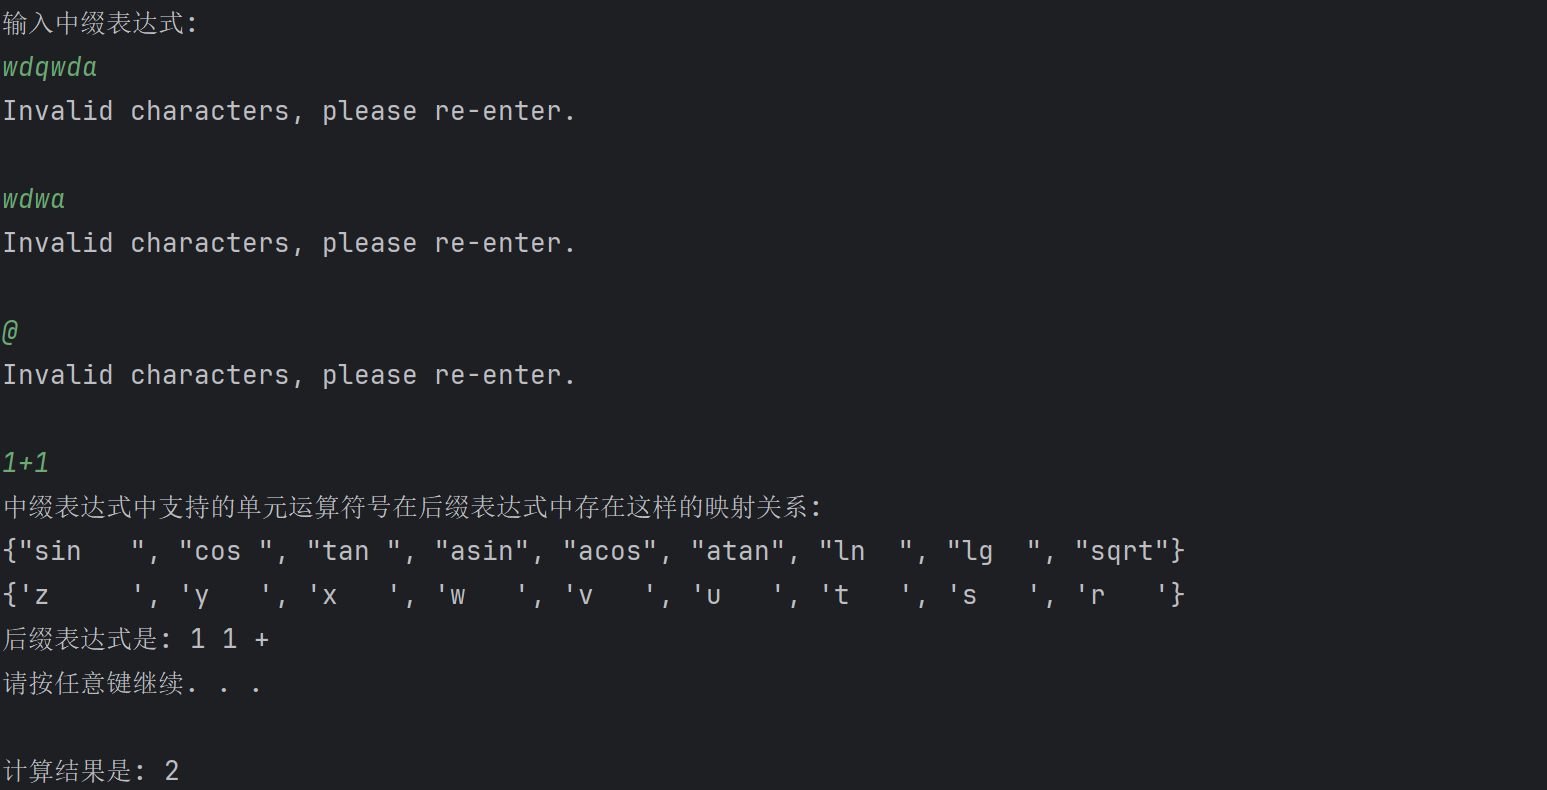 输入中缀表达式:
wdqwda
Invalid characters, please re-enter.
wdwa
Invalid characters, please re-enter.
@
Invalid characters, please re-enter.
1+1
中缀表达式中支持的单元运算符号在后缀表达式中存在这样的映射关系:
{"sin   ", "cos ", "tan ", "asin", "acos", "atan", "ln  ", "lg  ", "sqrt"}
{'z     ', 'y   ', 'x   ', 'w   ', 'v   ', 'u   ', 't   ', 's   ', 'r   '}
后缀表达式是: 1 1 +
请按任意键继续. . .
计算结果是: 2